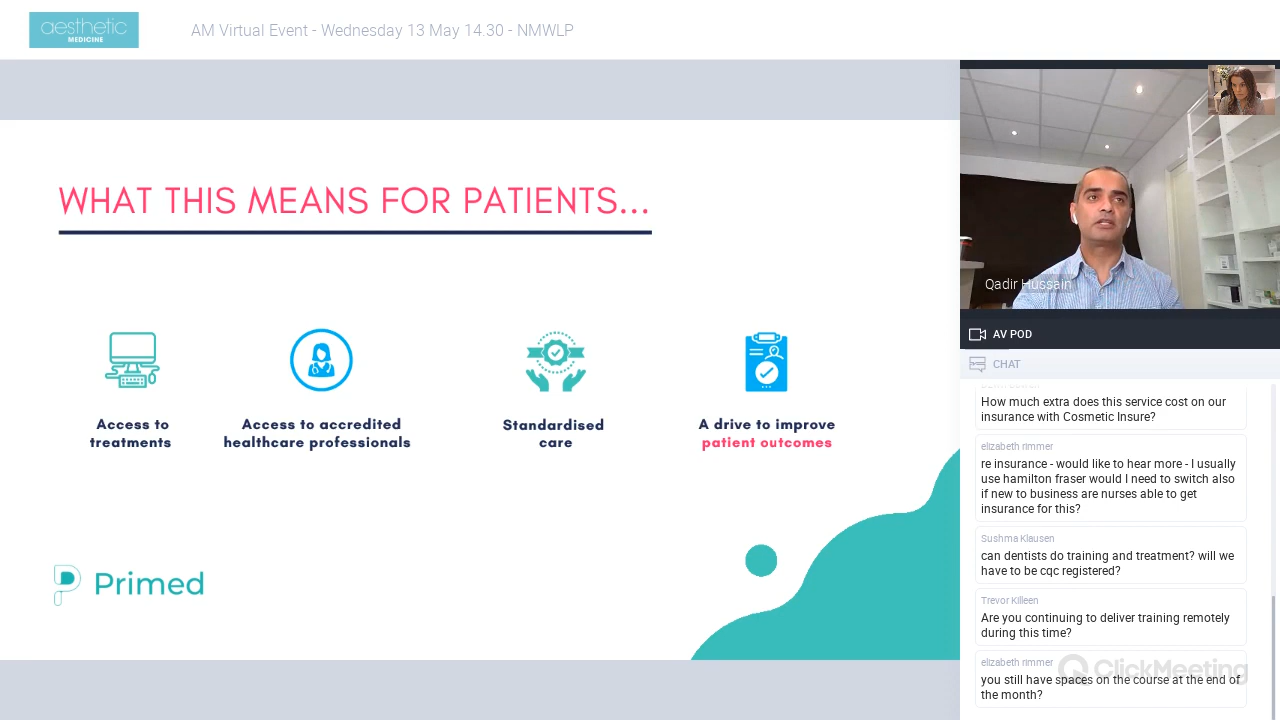 aesthetic
MEDICINE
AM Virtual Event - Wednesday 13 May 14.30 - NMWLP
WHAT THIS MEANS FOR PATIENTS...
Access to
treatments
Access to accredited
healthcare professionals
Standardised
care
A drive to improve
patient outcomes
Primed
Qadir Hussain
AV POD
CHAT
How much extra does this service cost on our
insurance with Cosmetic Insure?
elizabeth rimmer
re insurance - would like to hear more - I usually
use hamilton fraser would I need to switch also
if new to business are nurses able to get
insurance for this?
Sushma Klausen
can dentists do training and treatment? will we
have to be cqc registered?
Trevor Killeen
Are you continuing to deliver training remotely
during this time?
elizabeth rimmer
you still have spaces on the course at the end of
the month?
ClickMeeting